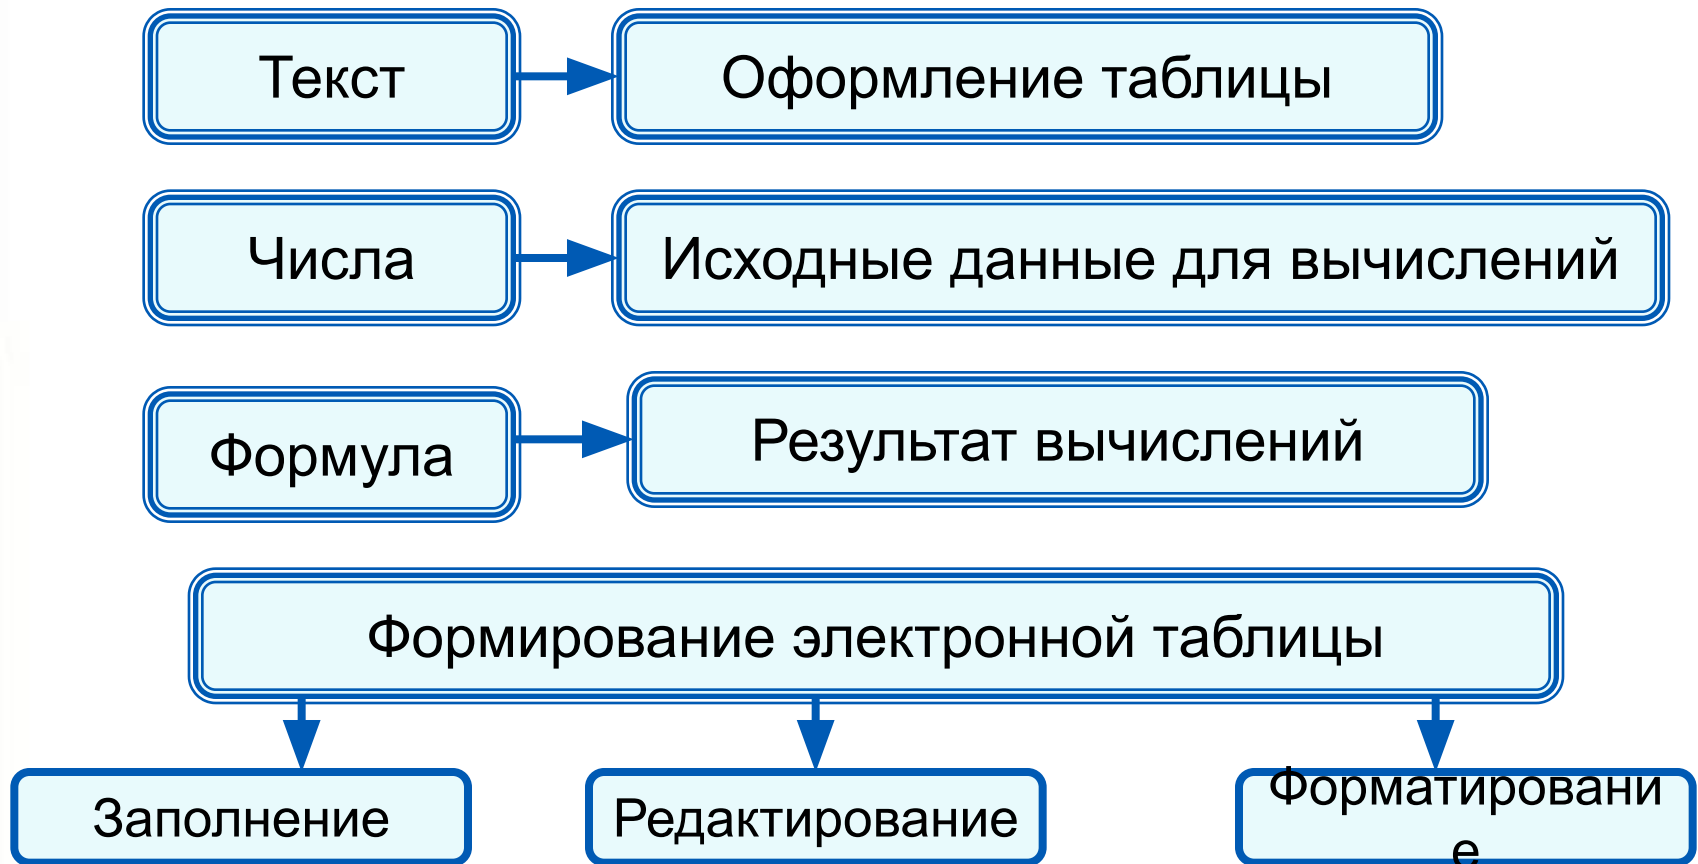 Текст
Оформление таблицы
Числа
Исходные данные для вычислений
Формула
Результат вычислений
Формирование электронной таблицы
Заполнение
Редактирование
Форматировани
е